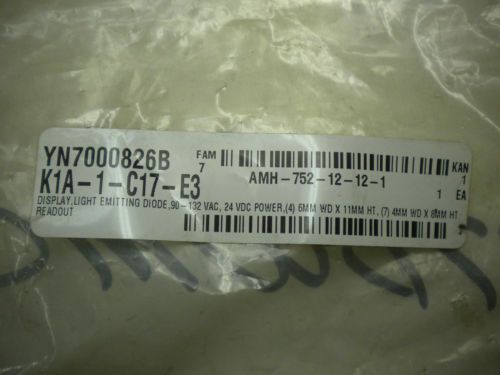 YN7000826B
FAM
7
KAN
1
K1A-1-C17-E3
AMH-752-12-12-1
1 EA
DISPLAY,LIGHT EMITTING DIODE,90-132 VAC, 24 VDC POWER,(4) 6MM WD X 11MM HT, (7) 4MM WD X 8MM HT
READOUT